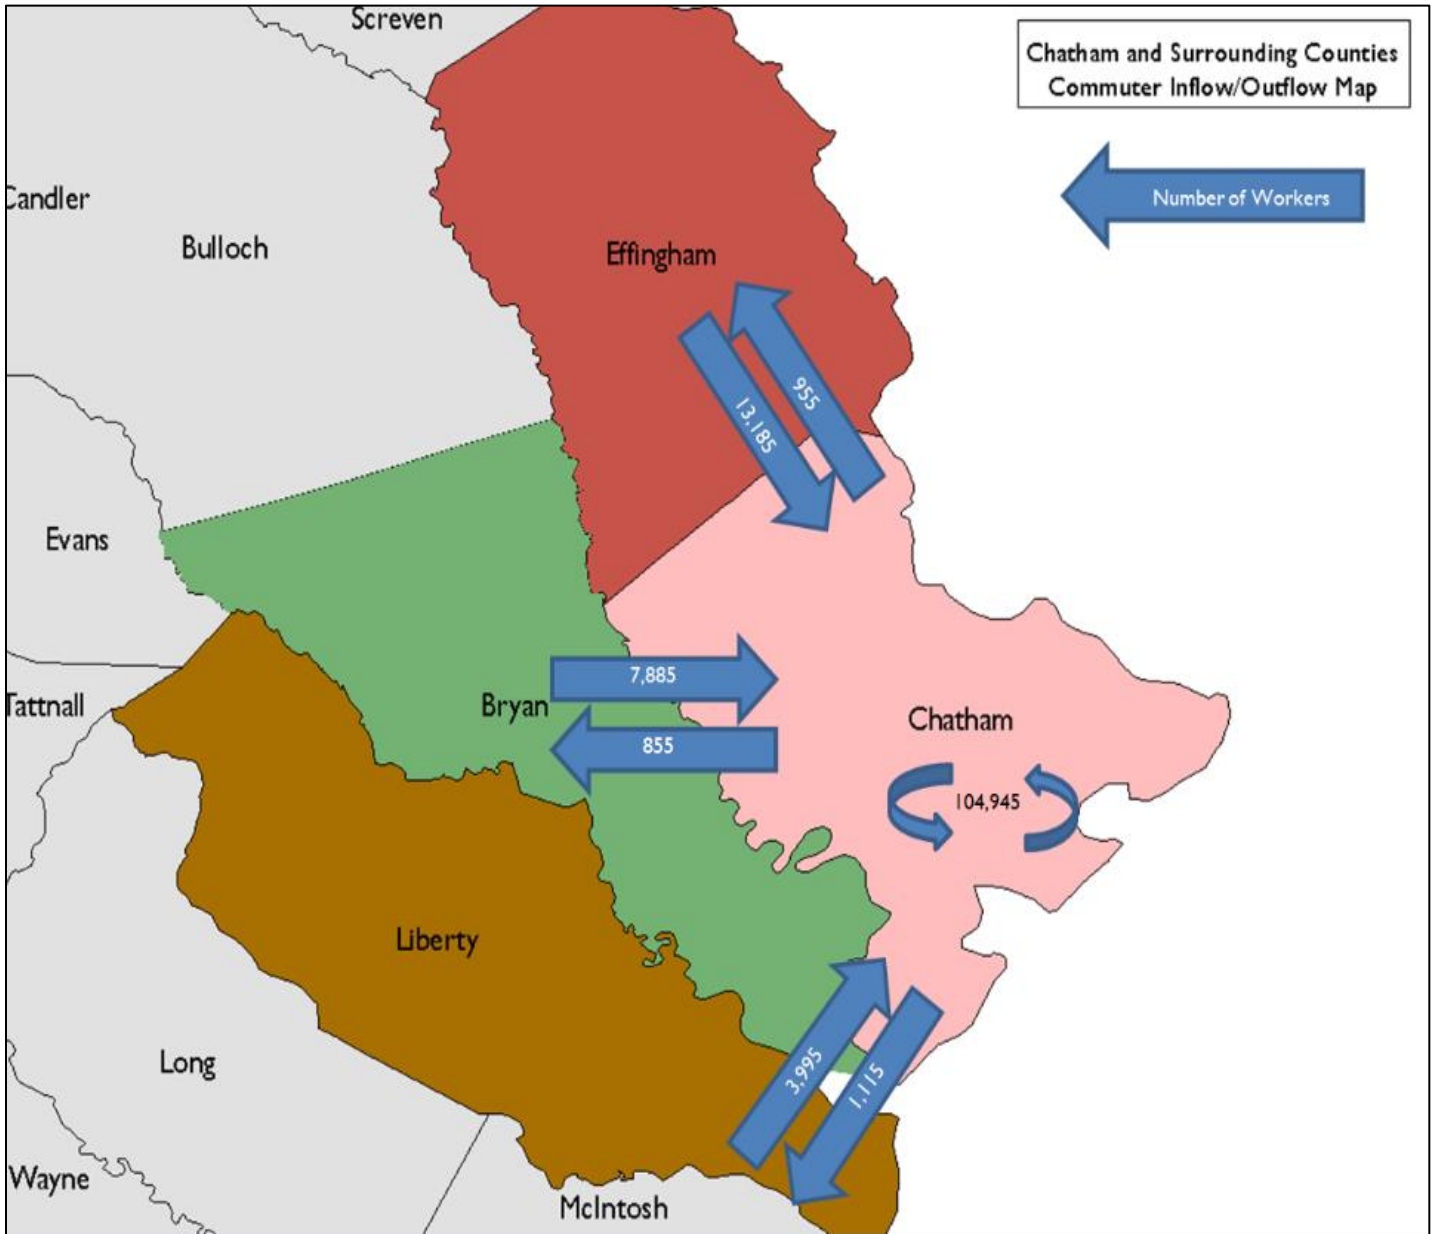 Screven
Chatham and Surrounding Counties
Commuter Inflow/Outflow Map
Number of Workers
Candler
Bulloch
Effingham
955
13,185
Evans
7,885
Tattnall
Bryan
Chatham
855
104,945
Liberty
Long
3,995
1,115
Wayne
McIntosh